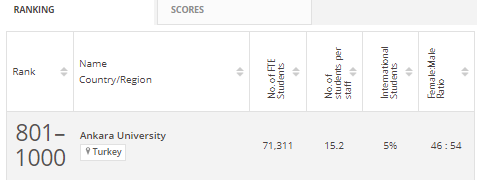 RANKING
SCORES
Rank
Name
Country/Region
No. of FTE
Students
No. of
students per
staff
International
Students
Female:Male
Ratio
801–
1000
Ankara University
Turkey
71,311
15.2
5%
46 : 54